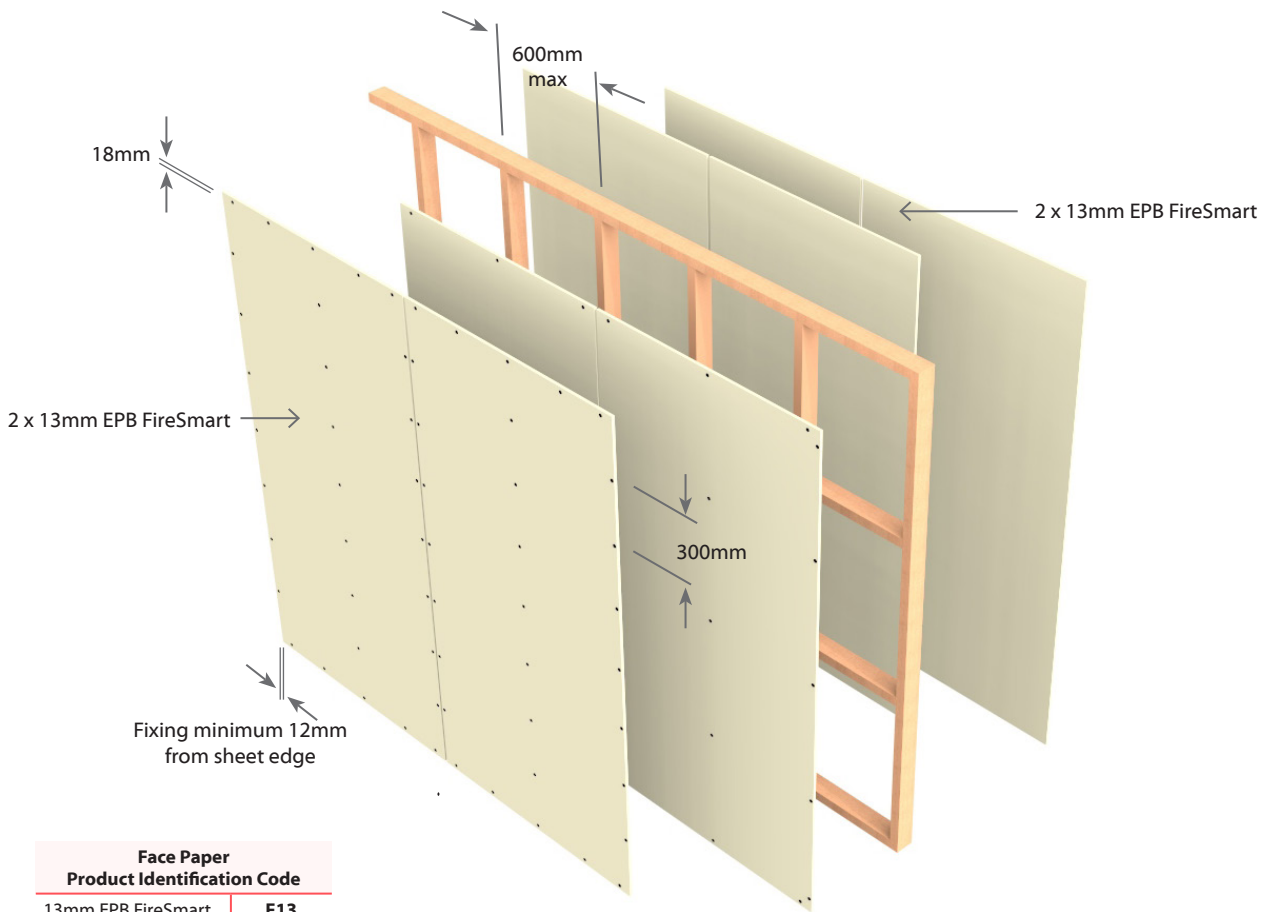 600mm
max
18mm
2 x 13mm EPB FireSmart
2 x 13mm EPB FireSmart
300mm
Fixing minimum 12mm
from sheet edge
Face Paper
Product Identification Code
13mm EPB FireSmart F13